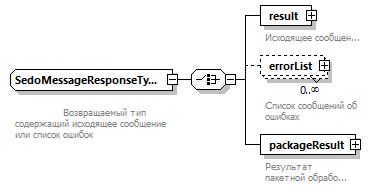 result
Исходящее сообщен...
SedoMessageResponseTy...
errorList
0..∞
Возвращаемый тип
содержащий исходящее сообщение
или список ошибок
Список сообщений об
ошибках
packageResult
Результат
пакетной обрабо...